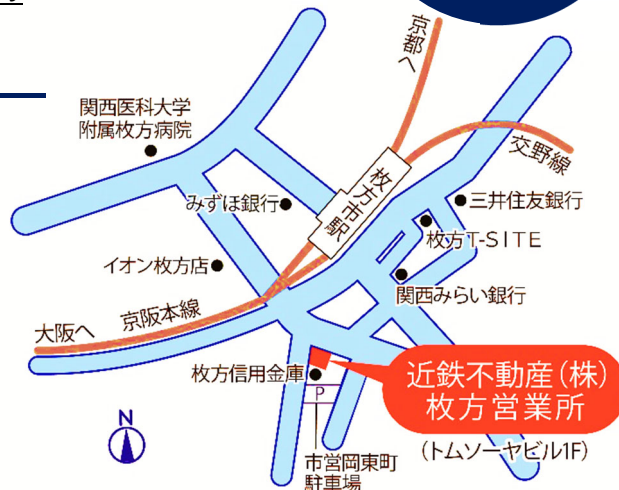 京都へ
関西医科大学
附属枚方病院
交野線
枚方市駅
みずほ銀行
三井住友銀行
枚方T-SITE
イオン枚方店
関西みらい銀行
京阪本線
大阪へ
枚方信用金庫
近鉄不動産(株)
枚方営業所
P
N
(トムソーヤビル1F)
市営岡東町
駐車場